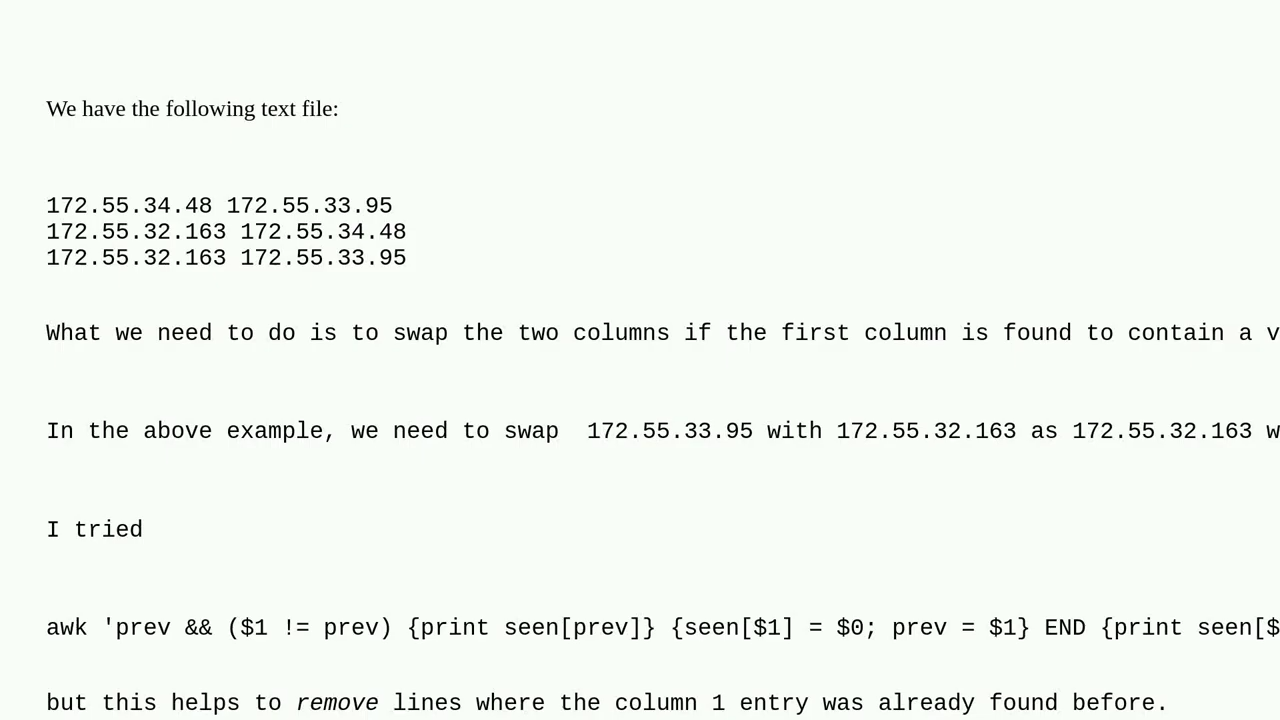 We have the following text file:
172.55.34.48 172.55.33.95
172.55.32.163 172.55.34.48
172.55.32.163 172.55.33.95
What we need to do is to swap the two columns if the first column is found to contain a v
In the above example, we need to swap  172.55.33.95 with 172.55.32.163 as 172.55.32.163 w
I tried
awk 'prev && ($1 != prev) {print seen[prev]} {seen[$1] = $0; prev = $1} END {print seen[$
but this helps to remove lines where the column 1 entry was already found before.